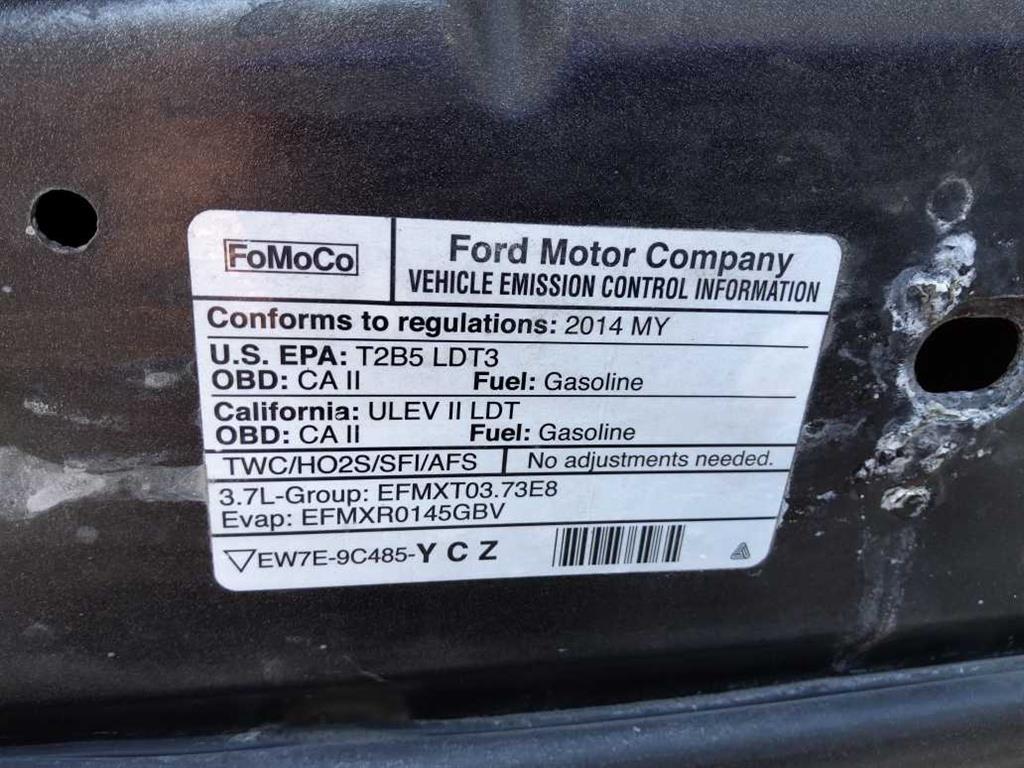 FoMoCo
Ford Motor Company
VEHICLE EMISSION CONTROL INFORMATION
Conforms to regulations: 2014 MY
U.S. EPA: T2B5 LDT3
OBD: CA II Fuel: Gasoline
California: ULEV II LDT
OBD: CA II Fuel: Gasoline
TWC/HO2S/SFI/AFS No adjustments needed.
3.7L-Group: EFMXT03.73E8
Evap: EFMXR0145GBV
EW7E-9C485-Y C Z